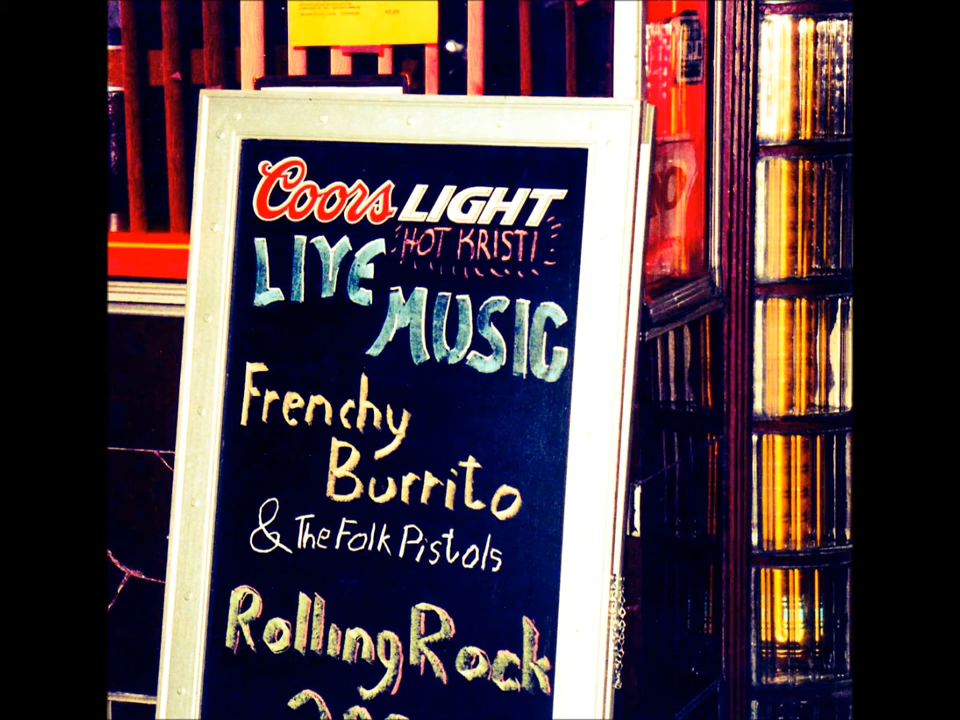 Coors LIGHT
"HOT KRISTI
LIVE
MUSIC
Frenchy
Burrito
& The Folk Pistols
Rolling Rock